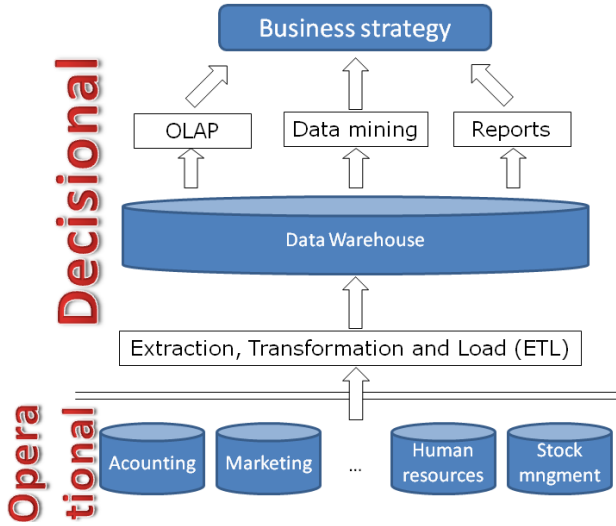 Business strategy
Decisional
OLAP
Data mining
Reports
Data Warehouse
Extraction, Transformation and Load (ETL)
Opera
tional
Acounting
Marketing
...
Human
resources
Stock
mngment